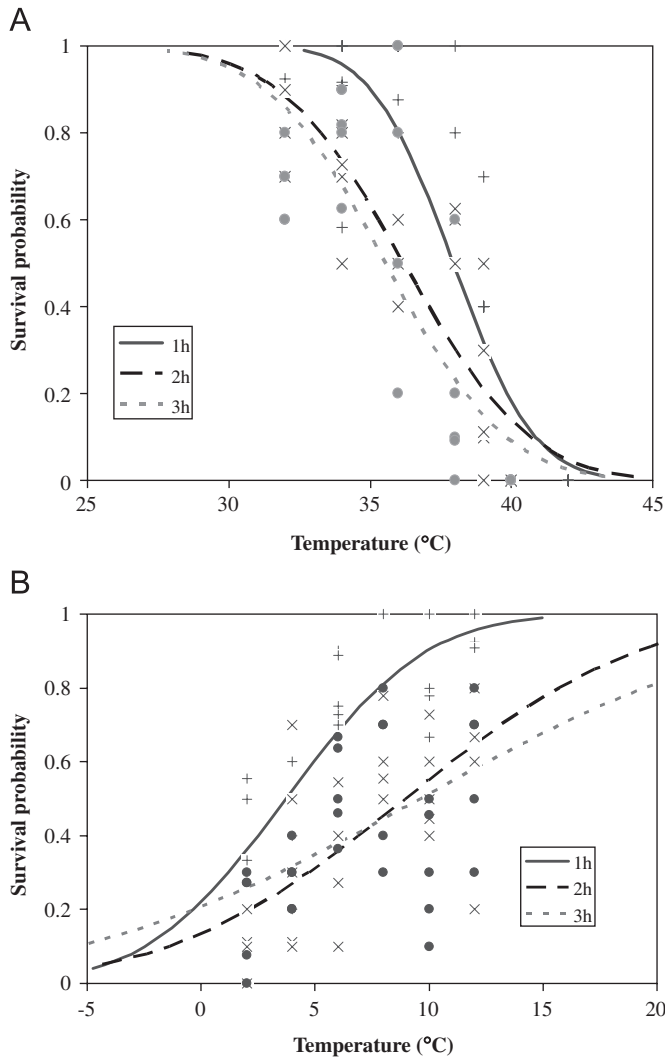 A
1
0.8
0.6
0.4
0.2
0
Survival probability
1h
2h
3h
25 30 35 40 45
Temperature (°C)
B
1
0.8
0.6
0.4
0.2
0
Survival probability
1h
2h
3h
-5 0 5 10 15 20
Temperature (°C)